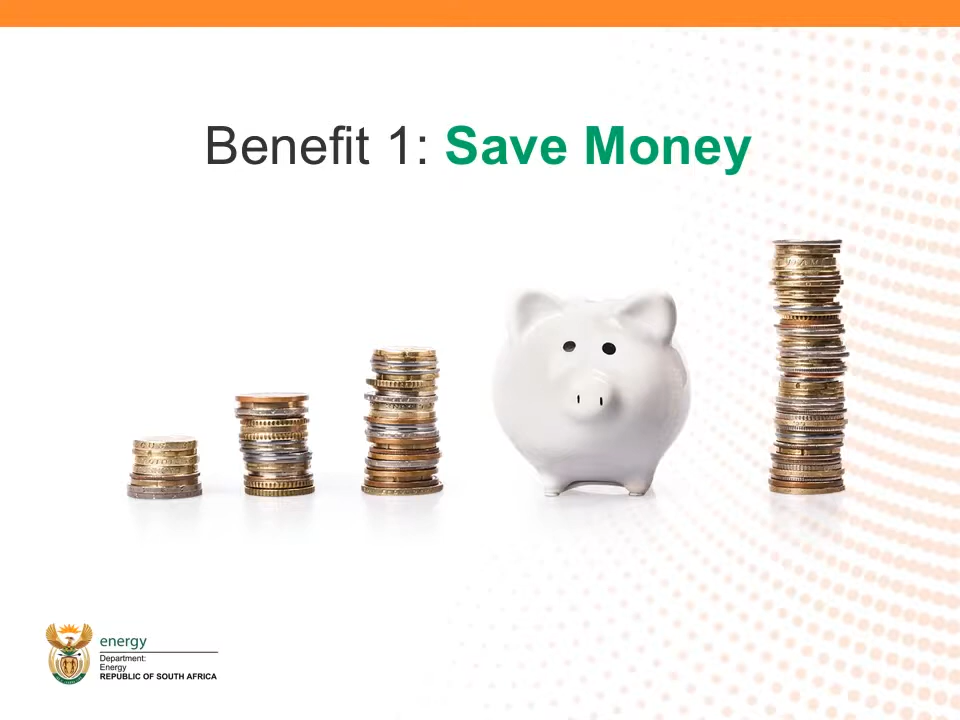 Benefit 1: Save Money
energy
Department:
Energy
REPUBLIC OF SOUTH AFRICA